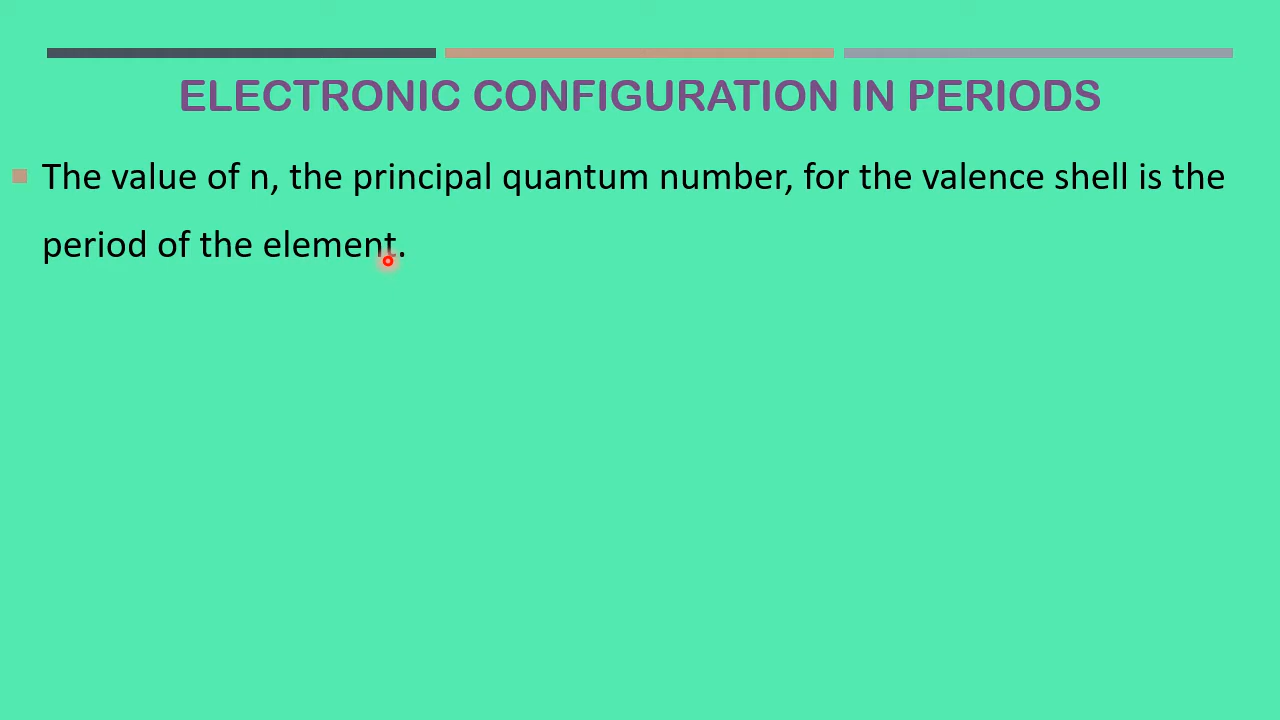 ELECTRONIC CONFIGURATION IN PERIODS
The value of n, the principal quantum number, for the valence shell is the
period of the element.